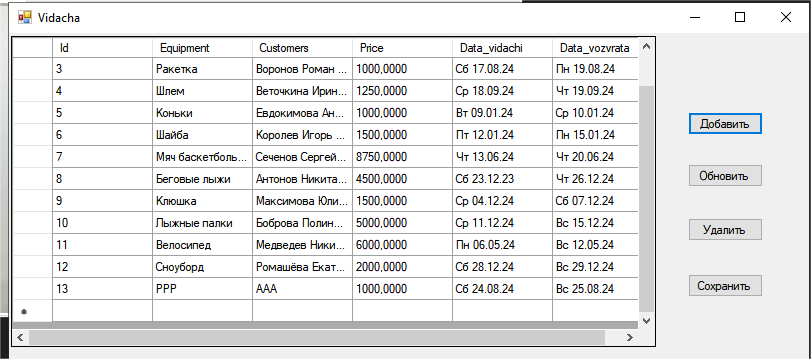 Vidacha
Id Equipment Customers Price Data_vidachi Data_vozvrata
3 Ракетка Воронов Роман ... 1000,0000 Сб 17.08.24 Пн 19.08.24
4 Шлем Веточкина Ирин... 1250,0000 Ср 18.09.24 Чт 19.09.24
5 Коньки Евдокимова Ан... 1000,0000 Вт 09.01.24 Ср 10.01.24
6 Шайба Королев Игорь ... 1500,0000 Пт 12.01.24 Пн 15.01.24
7 Мяч баскетболь... Сеченов Сергей... 8750,0000 Чт 13.06.24 Чт 20.06.24
8 Беговые лыжи Антонов Никита... 4500,0000 Сб 23.12.23 Чт 26.12.24
9 Клюшка Максимова Юли... 1500,0000 Ср 04.12.24 Сб 07.12.24
10 Лыжные палки Боброва Полин... 5000,0000 Ср 11.12.24 Вс 15.12.24
11 Велосипед Медведев Ники... 6000,0000 Пн 06.05.24 Вс 12.05.24
12 Сноуборд Ромашёва Екат... 2000,0000 Сб 28.12.24 Вс 29.12.24
13 РРР ААА 1000,0000 Сб 24.08.24 Вс 25.08.24
Добавить
Обновить
Удалить
Сохранить